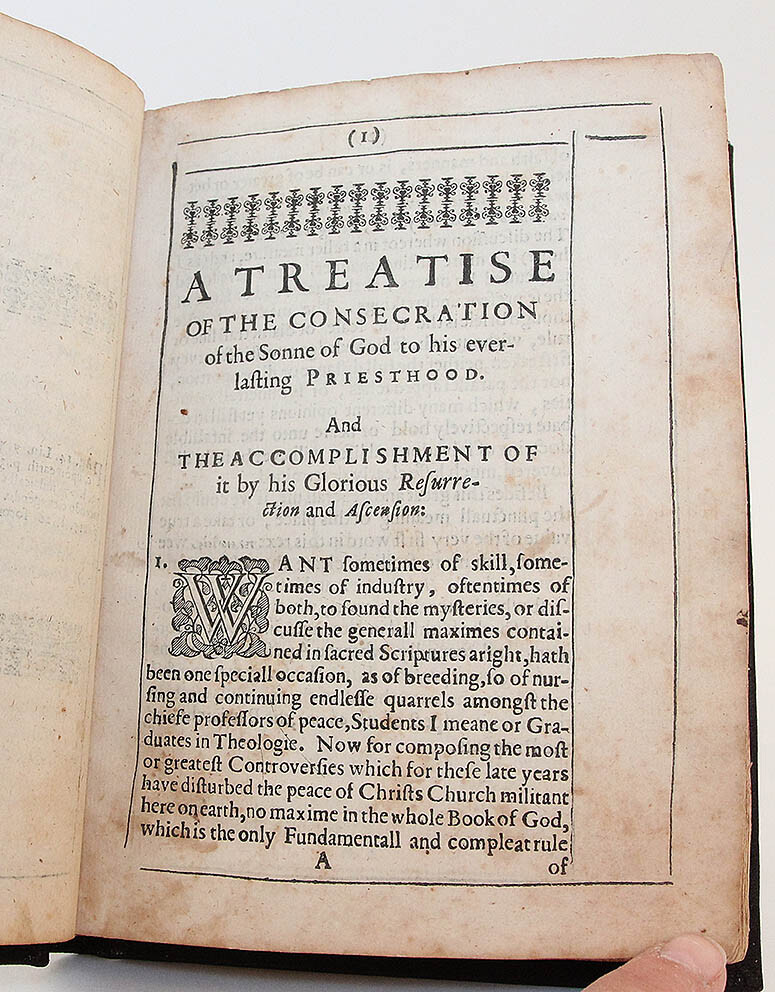 (1)
A TREATISE
OF THE CONSECRATION
of the Sonne of God to his ever-
laſting PRIESTHOOD.
And
THE ACCOMPLISHMENT OF
it by his Glorious Reſurre-
ction and Aſcenſion:
1. WANT ſometimes of skill, ſome-
times of induſtry, oftentimes of
both, to ſound the myſteries, or diſ-
cuſſe the generall maximes contai-
ned in ſacred Scriptures aright, hath
been one ſpeciall occaſion, as of breeding, ſo of nur-
ſing and continuing endleſſe quarrels amongſt the
chiefe profeſſors of peace, Students I meane or Gra-
duates in Theologie. Now for compoſing the moſt
or greateſt Controverſies which for theſe late years
have diſturbed the peace of Chriſts Church militant
here on earth, no maxime in the whole Book of God,
which is the only Fundamentall and compleat rule
A of